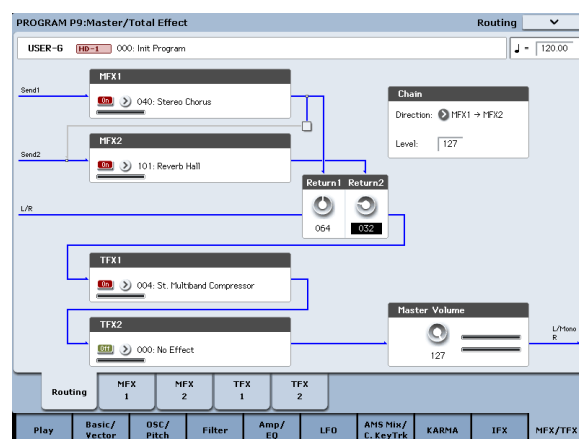 PROGRAM P9:Master/Total Effect Routing
USER-G HD-1 000: Init Program ♩ = 120.00
MFX1
Send1
On 040: Stereo Chorus
Chain
Direction: MFX1 → MFX2
Level: 127
MFX2
Send2
On 101: Reverb Hall
Return1 Return2
L/R
064 032
TFX1
On 004: St. Multiband Compressor
TFX2
Off 000: No Effect
Master Volume
127
L/Mono
R
Routing MFX 1 MFX 2 TFX 1 TFX 2
Play Basic/Vector OSC/Pitch Filter Amp/EQ LFO AMS Mix/C. KeyTrk KARMA IFX MFX/TFX